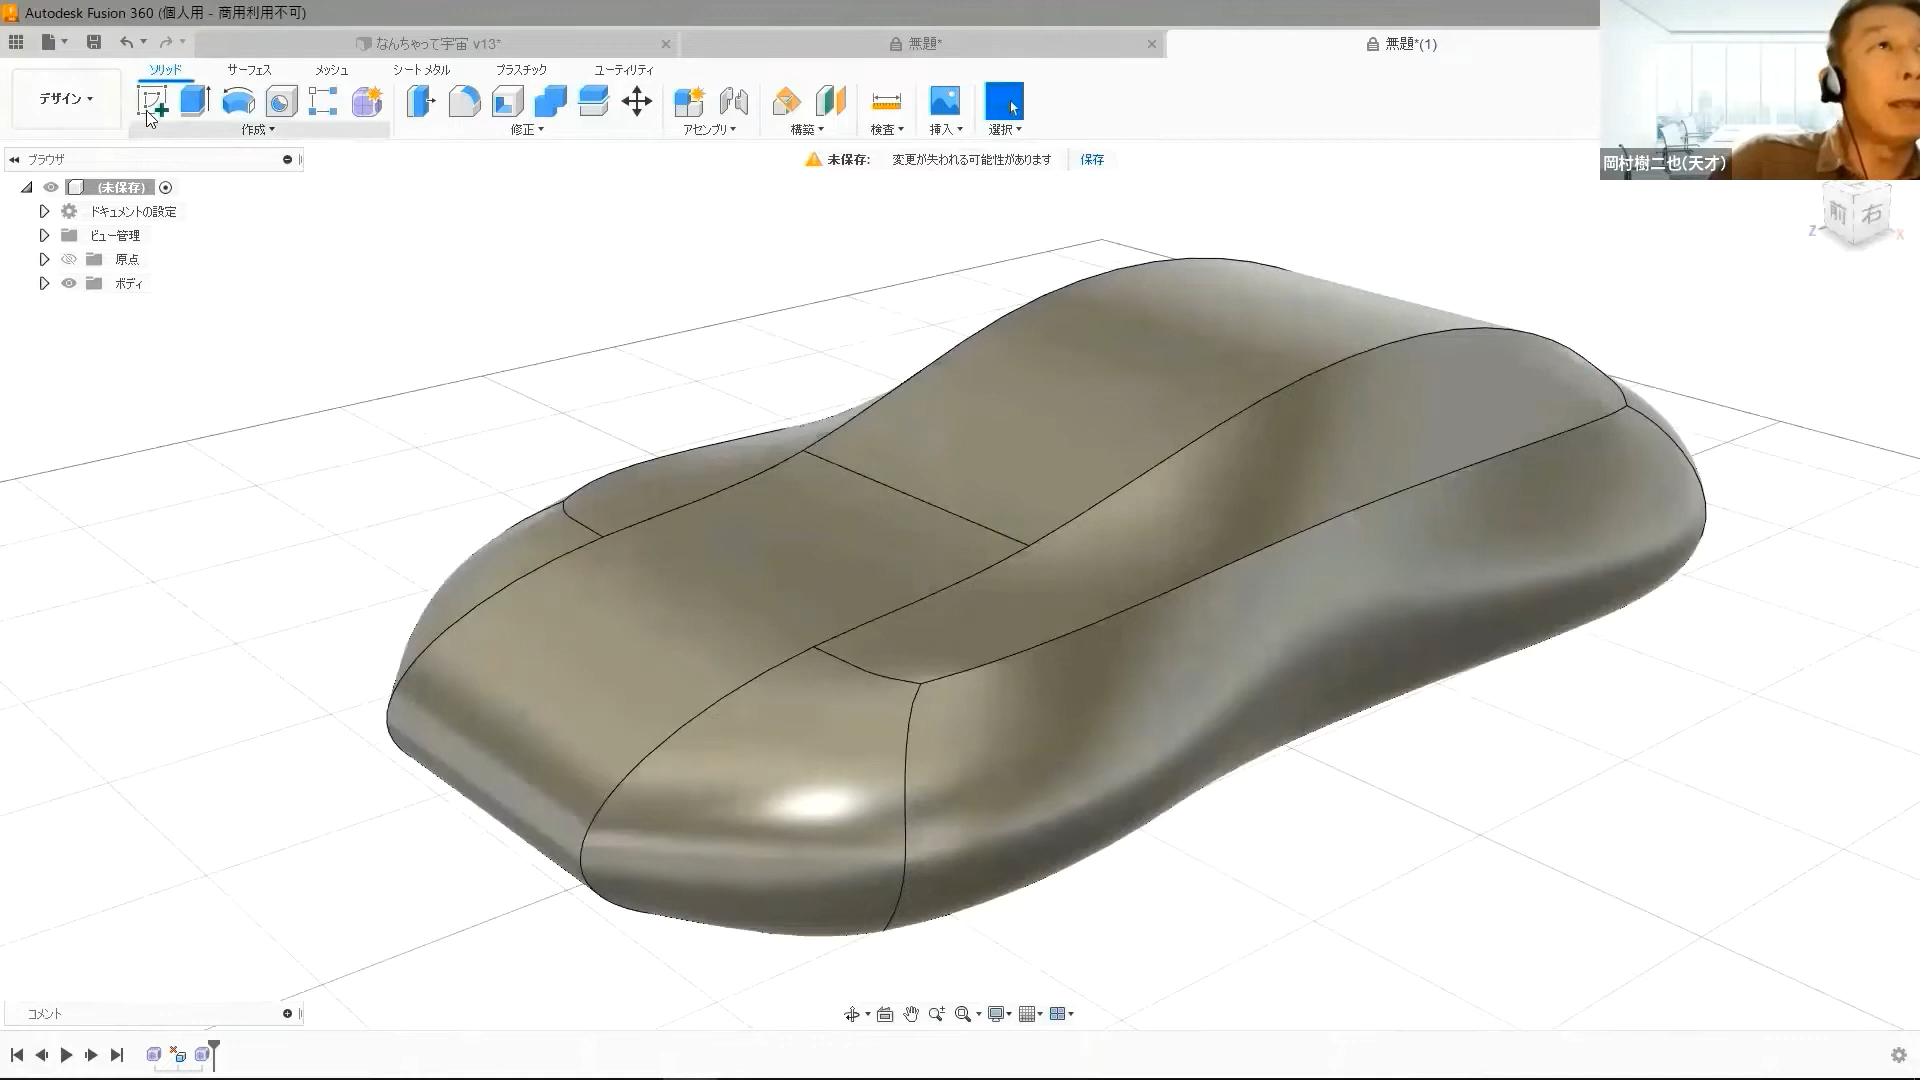 Autodesk Fusion 360 (個人用 - 商用利用不可)
なんちゃって宇宙 v13*
無題*
無題*(1)
デザイン
ソリッド
サーフェス
メッシュ
シート メタル
プラスチック
ユーティリティ
作成
修正
アセンブリ
構築
検査
挿入
選択
岡村樹二也(天才)
ブラウザ
未保存: 変更が失われる可能性があります 保存
(未保存)
ドキュメントの設定
ビュー管理
原点
ボディ
前
右
Z
X
コメント